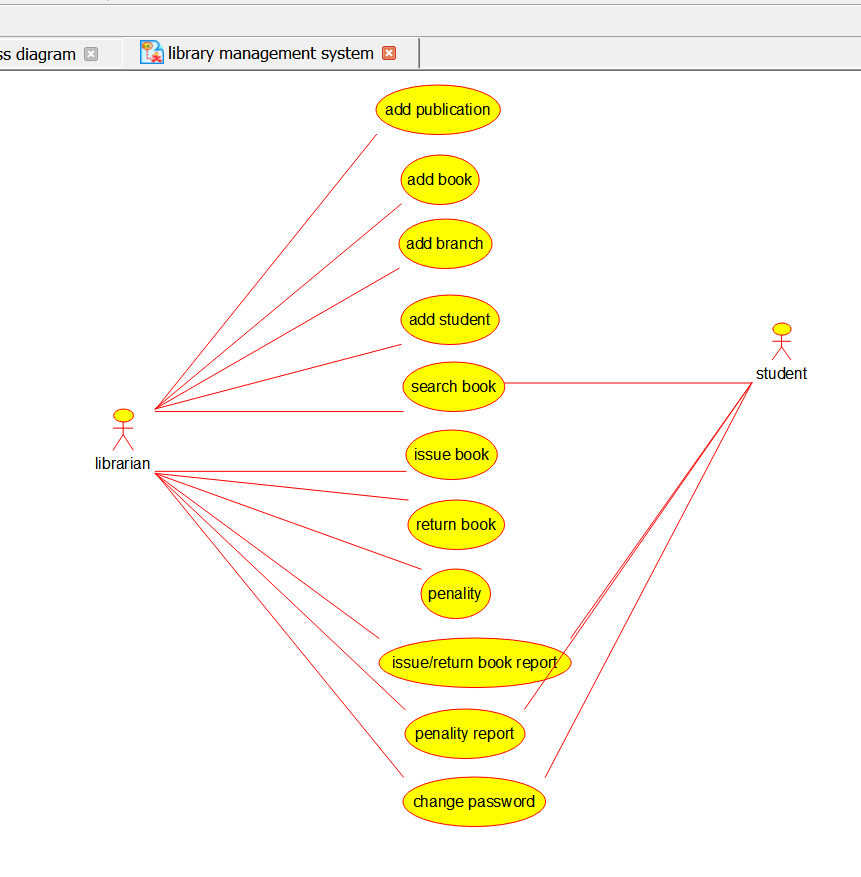 ss diagram
library management system
add publication
add book
add branch
add student
search book
student
librarian
issue book
return book
penality
issue/return book report
penality report
change password